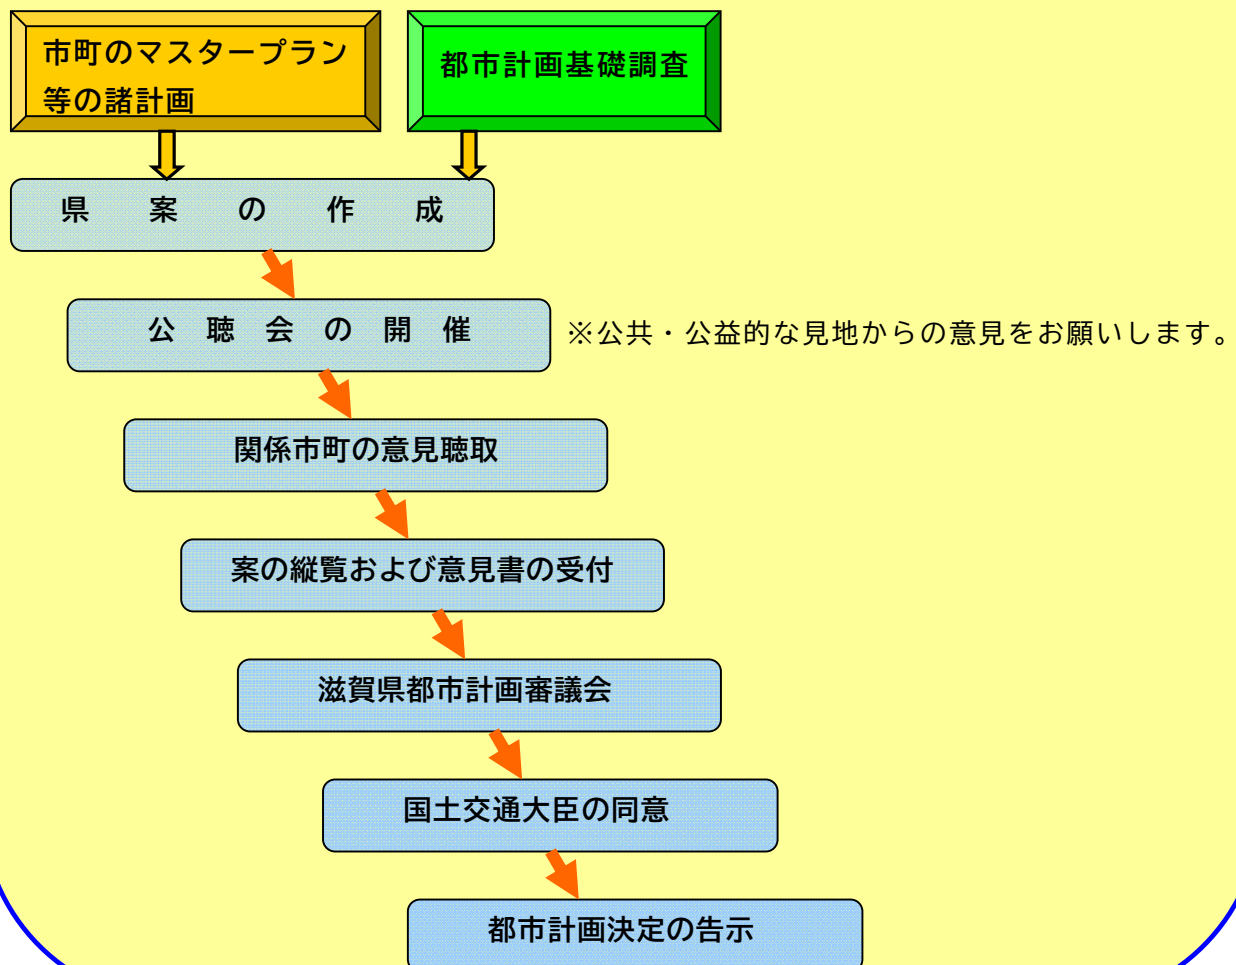 市町のマスタープラン
等の諸計画
都市計画基礎調査
県案の作成
公聴会の開催
※公共・公益的な見地からの意見をお願いします。
関係市町の意見聴取
案の縦覧および意見書の受付
滋賀県都市計画審議会
国土交通大臣の同意
都市計画決定の告示